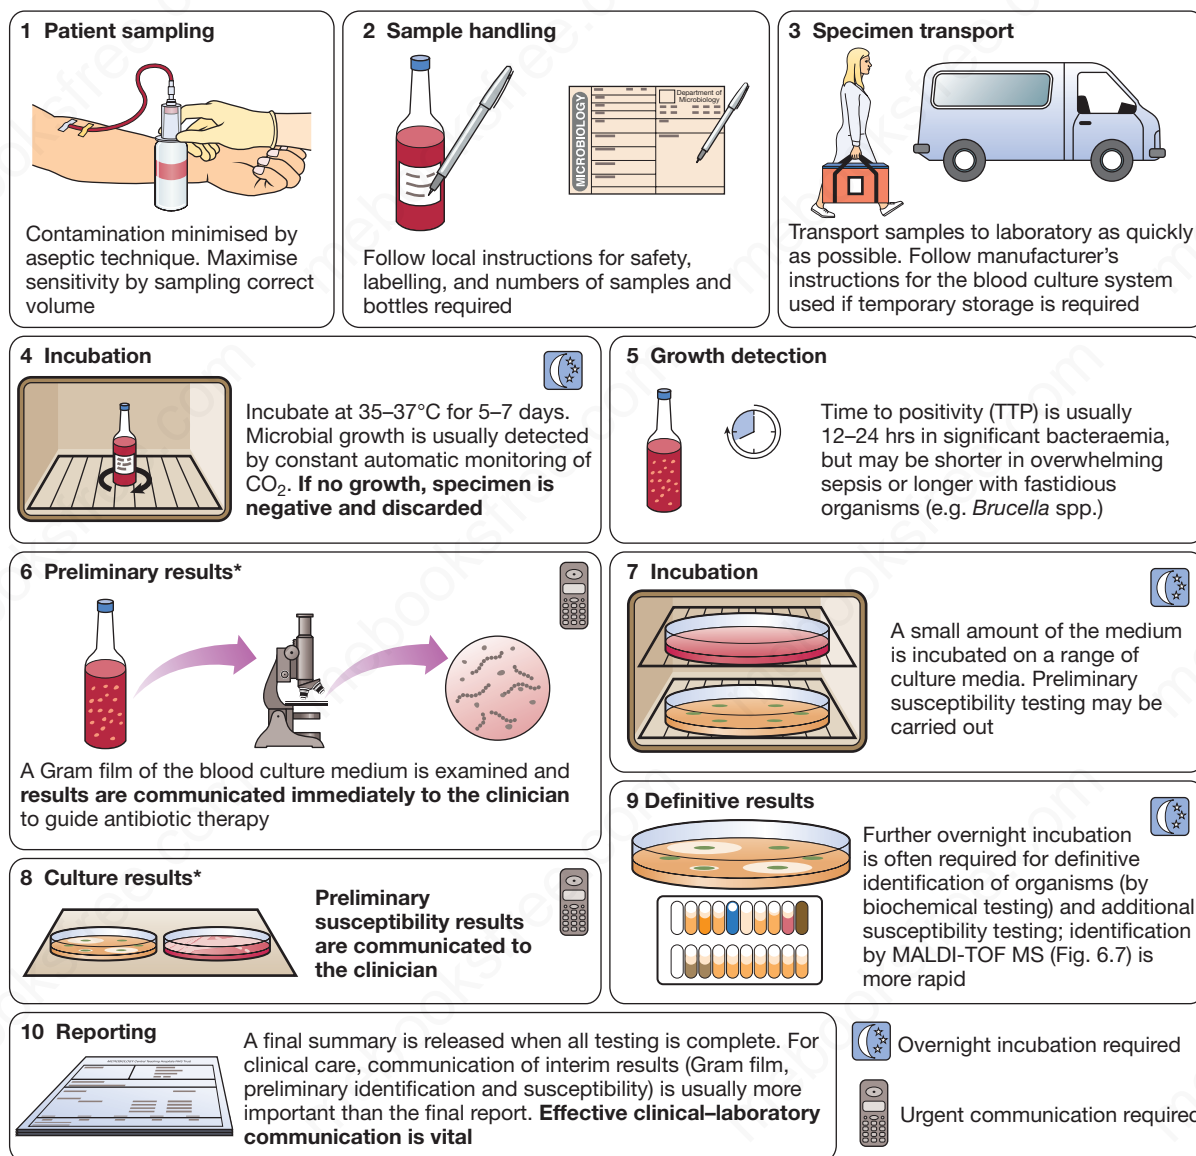 1 Patient sampling
Contamination minimised by
aseptic technique. Maximise
sensitivity by sampling correct
volume
2 Sample handling
MICROBIOLOGY
Department of
Microbiology
Follow local instructions for safety,
labelling, and numbers of samples and
bottles required
3 Specimen transport
Transport samples to laboratory as quickly
as possible. Follow manufacturer’s
instructions for the blood culture system
used if temporary storage is required
4 Incubation
Incubate at 35–37°C for 5–7 days.
Microbial growth is usually detected
by constant automatic monitoring of
CO₂. If no growth, specimen is
negative and discarded
5 Growth detection
Time to positivity (TTP) is usually
12–24 hrs in significant bacteraemia,
but may be shorter in overwhelming
sepsis or longer with fastidious
organisms (e.g. Brucella spp.)
6 Preliminary results*
A Gram film of the blood culture medium is examined and
results are communicated immediately to the clinician
to guide antibiotic therapy
7 Incubation
A small amount of the medium
is incubated on a range of
culture media. Preliminary
susceptibility testing may be
carried out
8 Culture results*
Preliminary
susceptibility results
are communicated to
the clinician
9 Definitive results
Further overnight incubation
is often required for definitive
identification of organisms (by
biochemical testing) and additional
susceptibility testing; identification
by MALDI-TOF MS (Fig. 6.7) is
more rapid
10 Reporting
A final summary is released when all testing is complete. For
clinical care, communication of interim results (Gram film,
preliminary identification and susceptibility) is usually more
important than the final report. Effective clinical–laboratory
communication is vital
Overnight incubation required
Urgent communication required